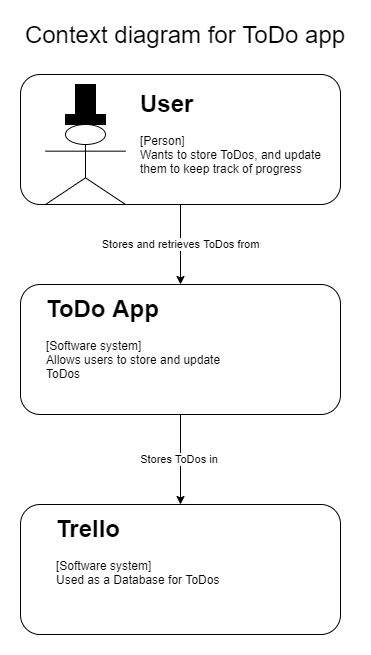 Context diagram for ToDo app
User
[Person]
Wants to store ToDos, and update
them to keep track of progress
Stores and retrieves ToDos from
ToDo App
[Software system]
Allows users to store and update
ToDos
Stores ToDos in
Trello
[Software system]
Used as a Database for ToDos